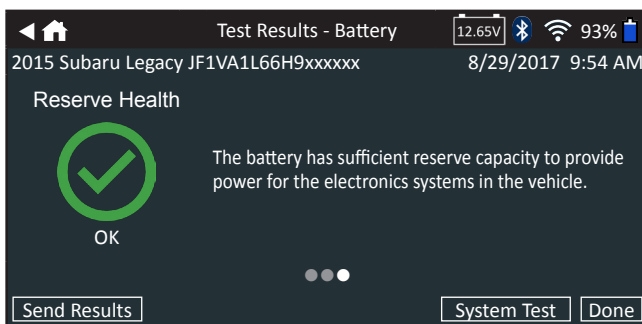 Test Results - Battery 12.65V 93%
2015 Subaru Legacy JF1VA1L66H9xxxxxx 8/29/2017 9:54 AM
Reserve Health
The battery has sufficient reserve capacity to provide
power for the electronics systems in the vehicle.
OK
Send Results System Test Done